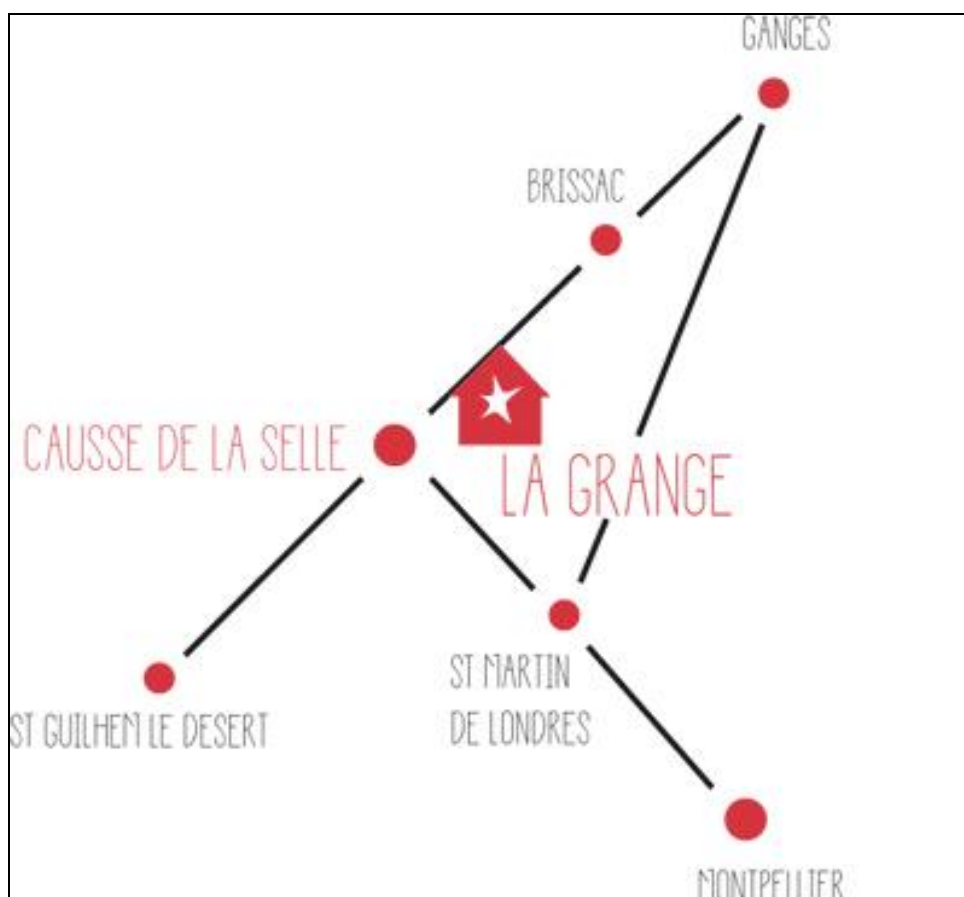 GANGES
BRISSAC
CAUSSE DE LA SELLE
LA GRANGE
ST MARTIN
DE LONDRES
ST GUILHEM LE DESERT
MONTPELLIER